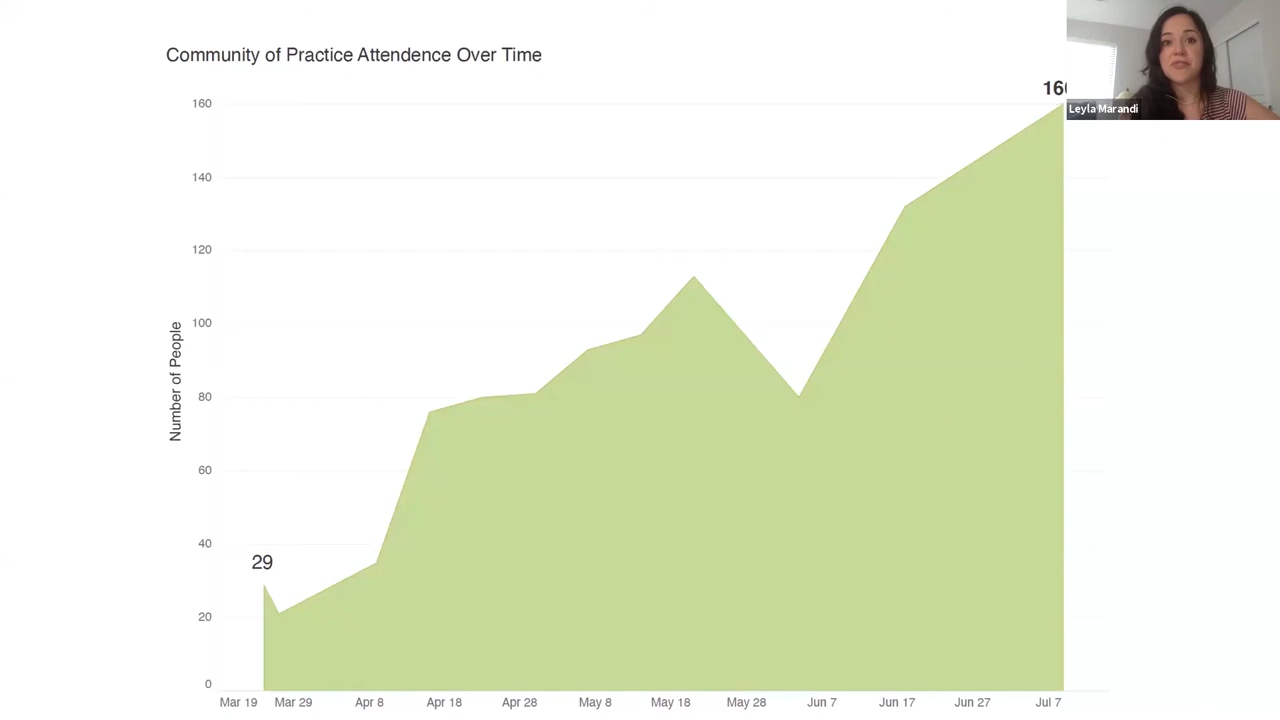 Community of Practice Attendence Over Time
Leyla Marandi
160
140
120
100
80
60
40
20
0
Number of People
29
Mar 19 Mar 29 Apr 8 Apr 18 Apr 28 May 8 May 18 May 28 Jun 7 Jun 17 Jun 27 Jul 7